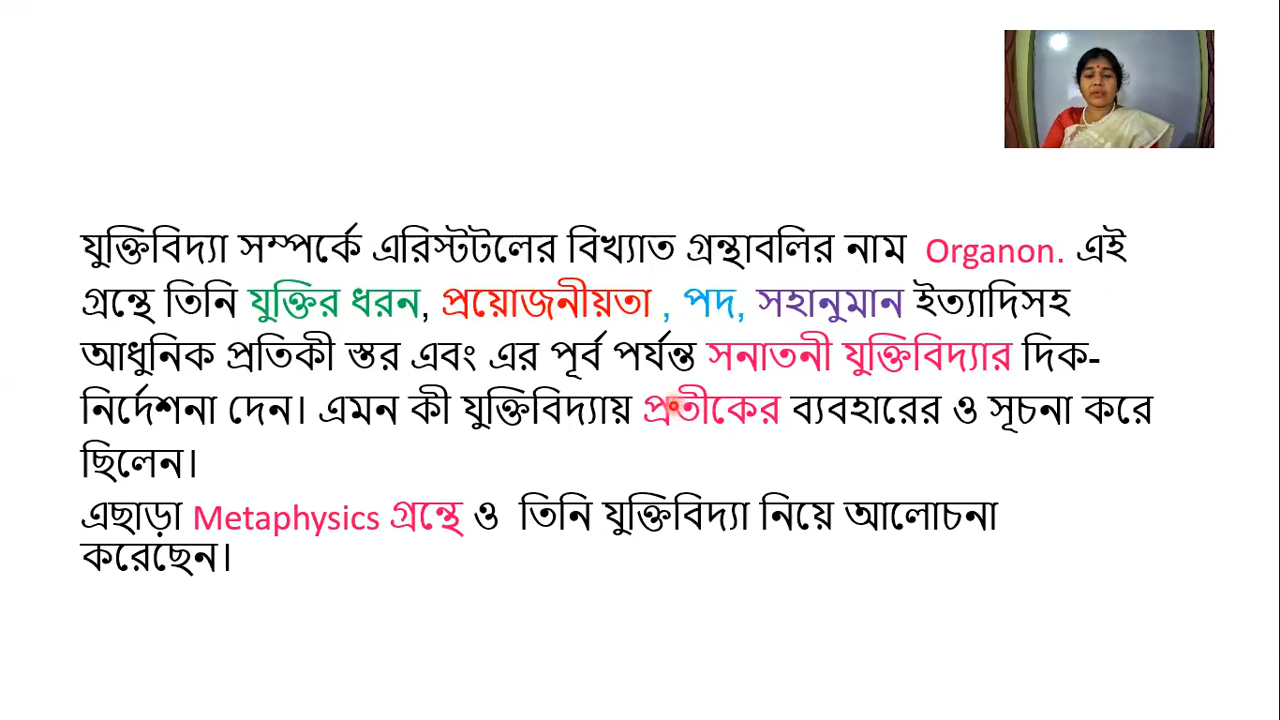 যুক্তিবিদ্যা সম্পর্কে এরিস্টটলের বিখ্যাত গ্রন্থাবলির নাম Organon. এই
গ্রন্থে তিনি যুক্তির ধরন, প্রয়োজনীয়তা , পদ, সহানুমান ইত্যাদিসহ
আধুনিক প্রতিকী স্তর এবং এর পূর্ব পর্যন্ত সনাতনী যুক্তিবিদ্যার দিক-
নির্দেশনা দেন। এমন কী যুক্তিবিদ্যায় প্রতীকের ব্যবহারের ও সূচনা করে
ছিলেন।
এছাড়া Metaphysics গ্রন্থে ও তিনি যুক্তিবিদ্যা নিয়ে আলোচনা
করেছেন।